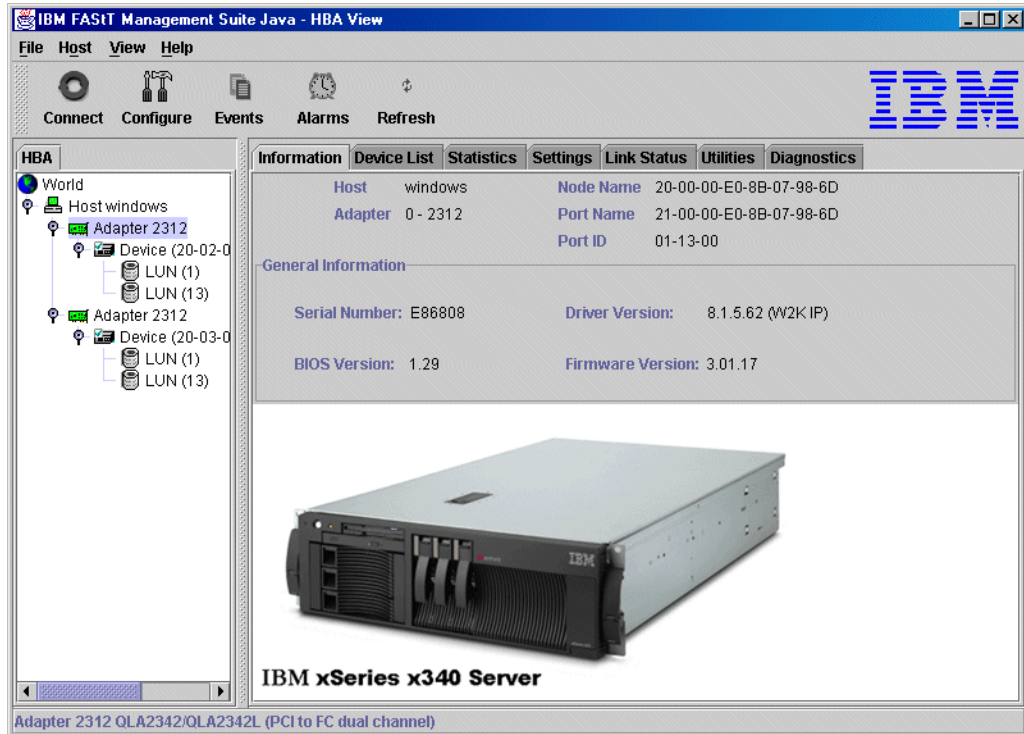 IBM FAStT Management Suite Java - HBA View
File Host View Help
Connect Configure Events Alarms Refresh
IBM
HBA
World
Host windows
Adapter 2312
Device (20-02-0
LUN (1)
LUN (13)
Adapter 2312
Device (20-03-0
LUN (1)
LUN (13)
Information Device List Statistics Settings Link Status Utilities Diagnostics
Host windows Node Name 20-00-00-E0-8B-07-98-6D
Adapter 0 - 2312 Port Name 21-00-00-E0-8B-07-98-6D
Port ID 01-13-00
General Information
Serial Number: E86808 Driver Version: 8.1.5.62 (W2K IP)
BIOS Version: 1.29 Firmware Version: 3.01.17
IBM
IBM xSeries x340 Server
Adapter 2312 QLA2342/QLA2342L (PCI to FC dual channel)